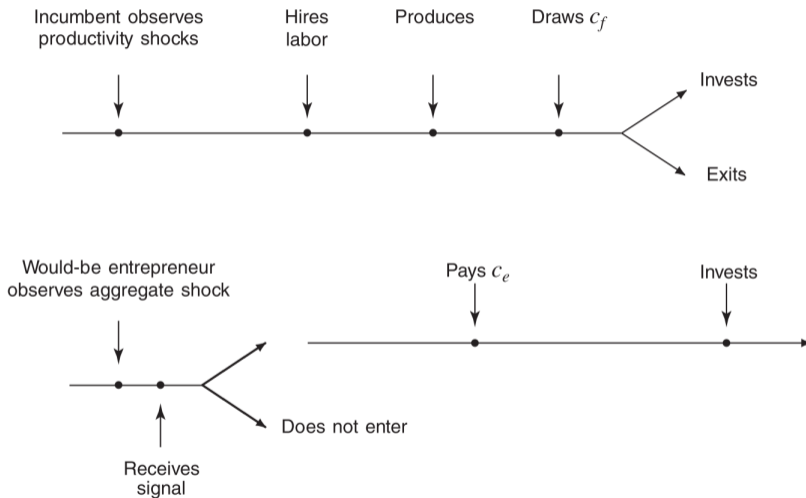 Incumbent observes
productivity shocks
Hires
labor
Produces
Draws c_f
Invests
Exits
Would-be entrepreneur
observes aggregate shock
Pays c_e
Invests
Does not enter
Receives
signal